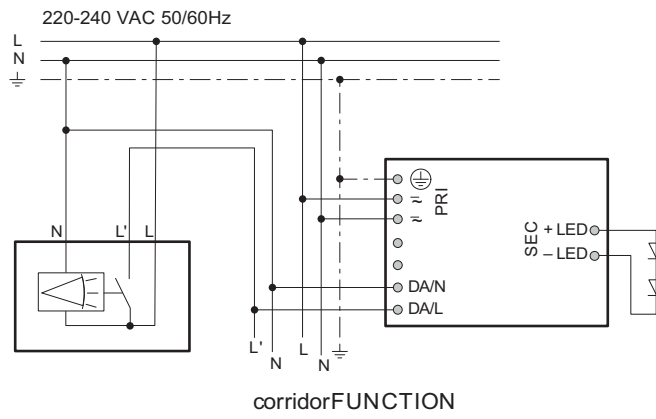 220-240 VAC 50/60Hz
L
N
N L' L
PRI
SEC
+ LED
– LED
DA/N
DA/L
L' N L N
corridorFUNCTION